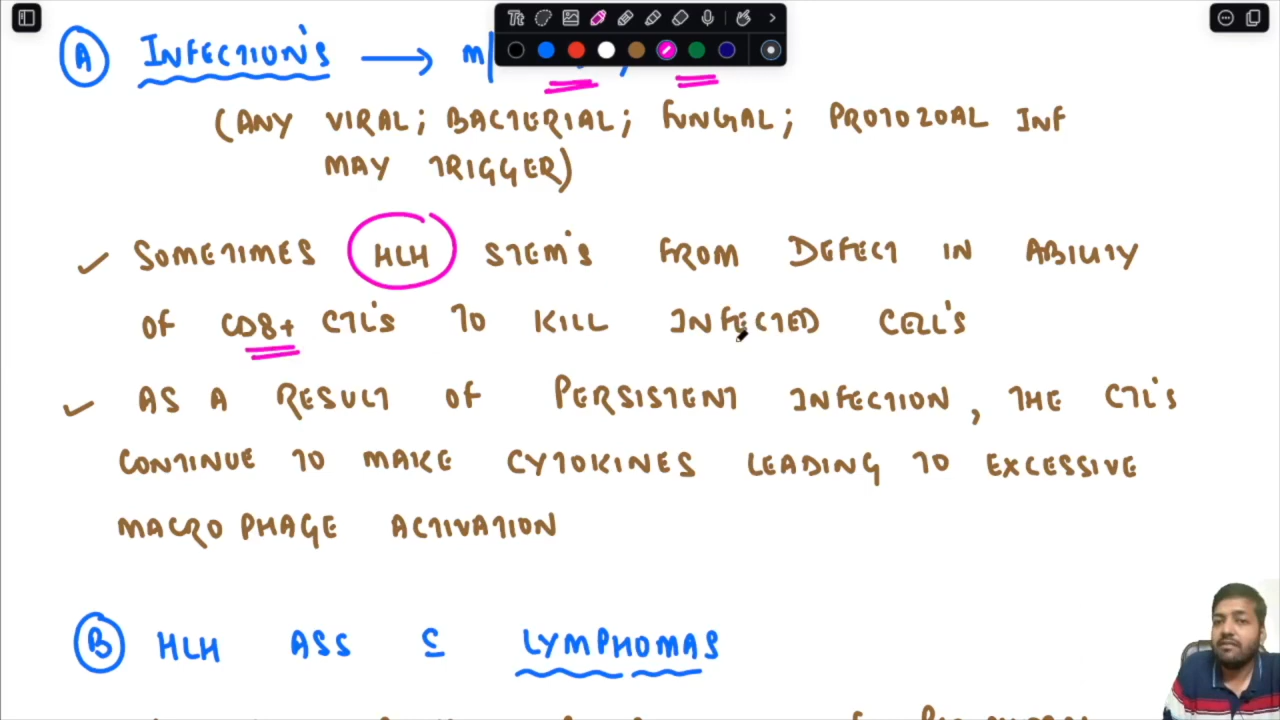 A INFECTION'S → m/
(ANY VIRAL; BACTERIAL; FUNGAL; PROTOZOAL INF
MAY TRIGGER)
✓ SOMETIMES HLH STEM'S FROM DEFECT IN ABILITY
OF CD8+ CTL'S TO KILL INFECTED CELL'S
✓ AS A RESULT OF PERSISTENT INFECTION, THE CTL'S
CONTINUE TO MAKE CYTOKINES LEADING TO EXCESSIVE
MACROPHAGE ACTIVATION
B HLH ASS c̄ LYMPHOMAS